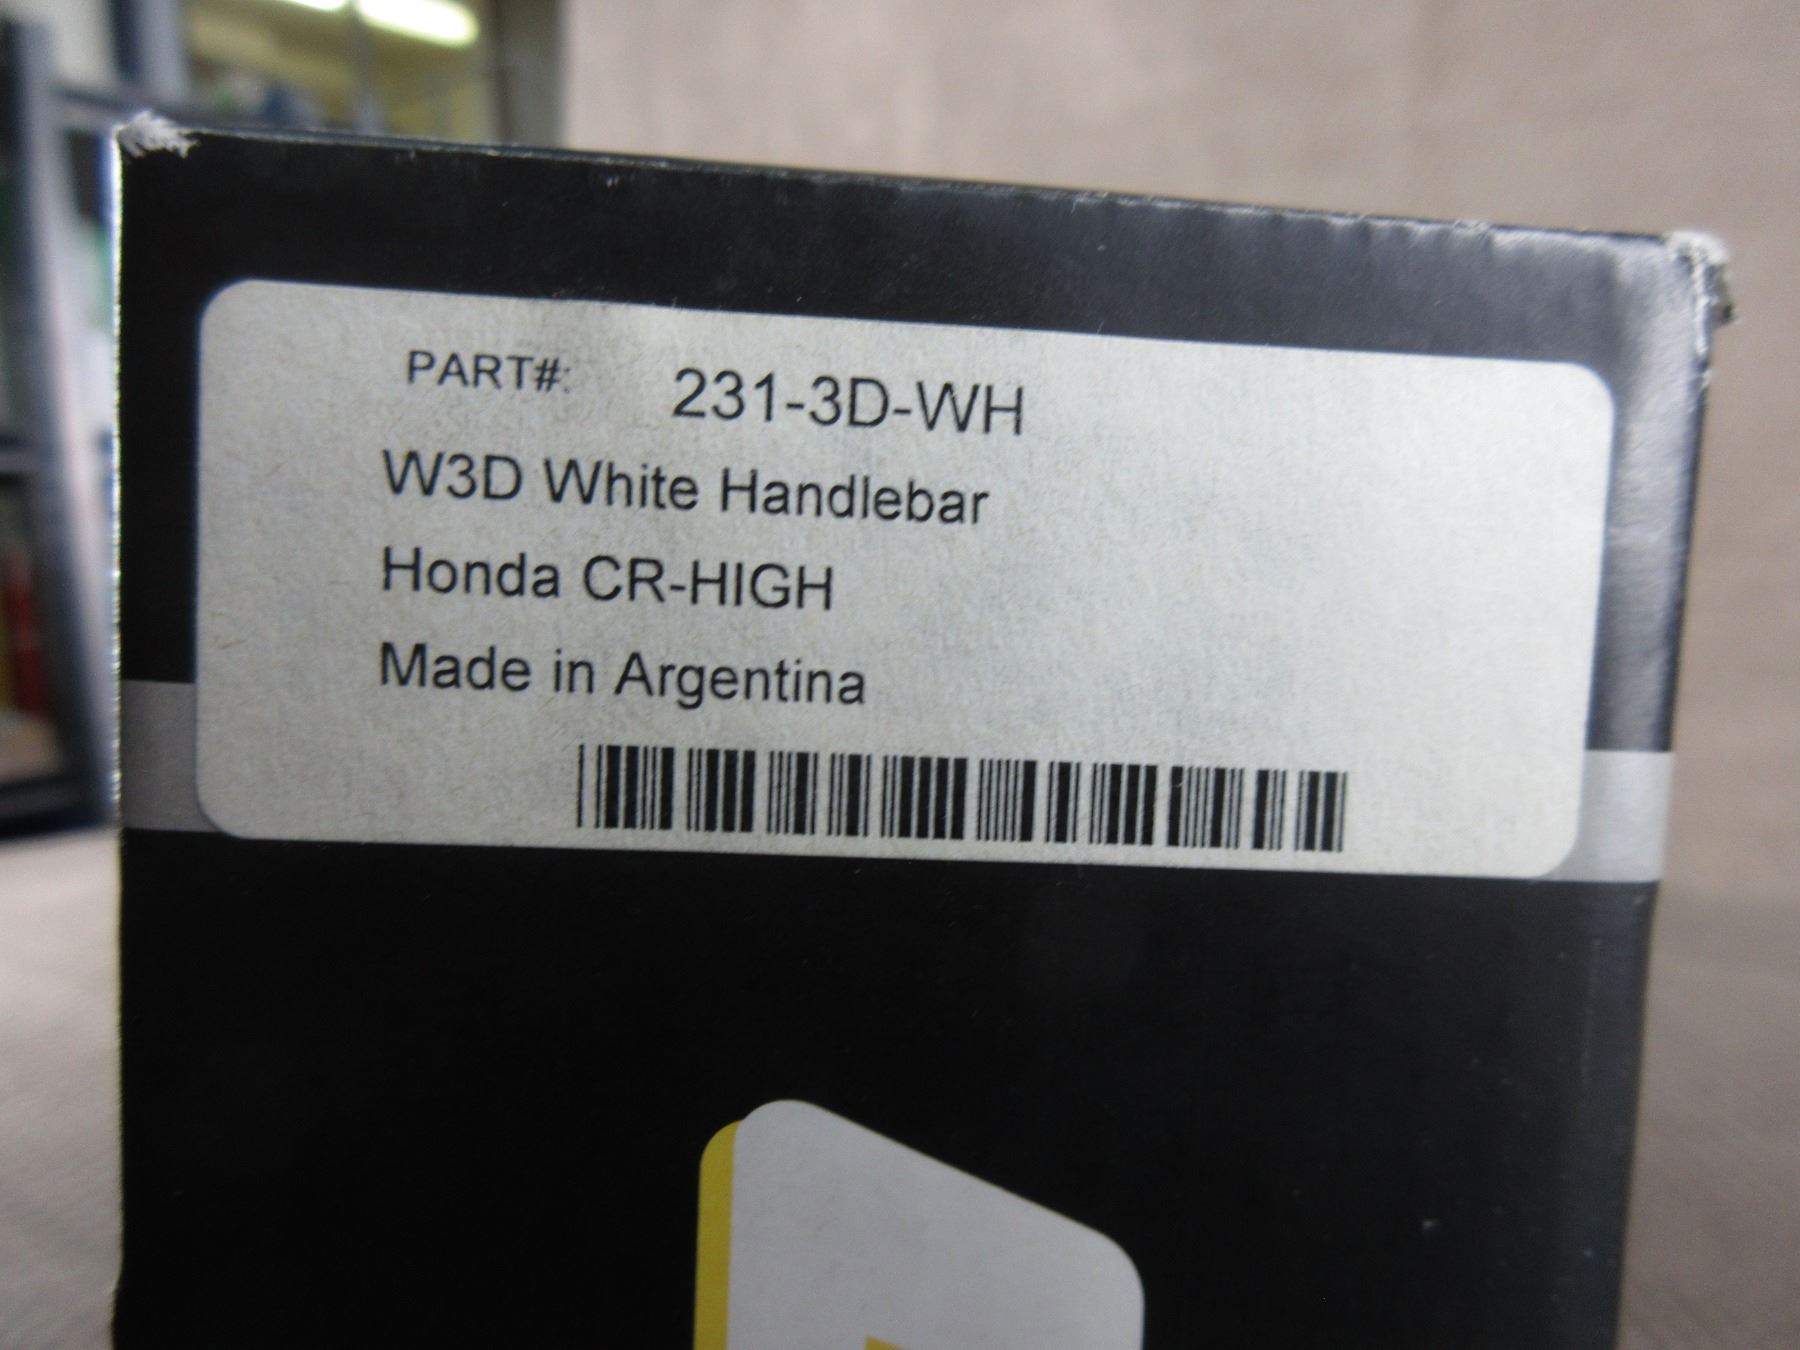 PART#: 231-3D-WH
W3D White Handlebar
Honda CR-HIGH
Made in Argentina